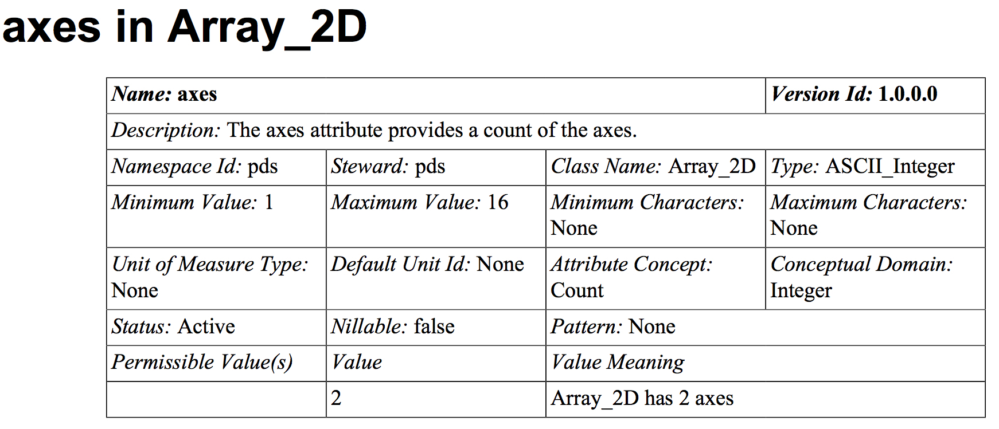 axes in Array_2D
Name: axes Version Id: 1.0.0.0
Description: The axes attribute provides a count of the axes.
Namespace Id: pds Steward: pds Class Name: Array_2D Type: ASCII_Integer
Minimum Value: 1 Maximum Value: 16 Minimum Characters: Maximum Characters:
None None
Unit of Measure Type: Default Unit Id: None Attribute Concept: Conceptual Domain:
None Count Integer
Status: Active Nillable: false Pattern: None
Permissible Value(s) Value Value Meaning
2 Array_2D has 2 axes